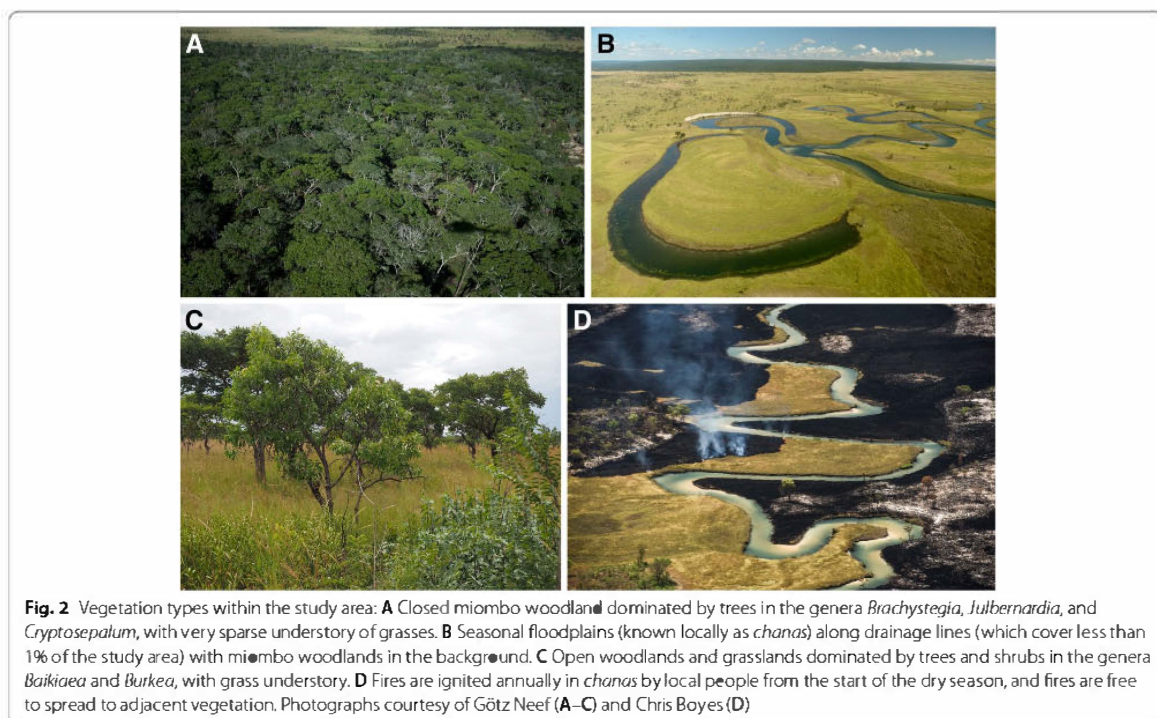 A
B
C
D
Fig. 2 Vegetation types within the study area: A Closed miombo woodland dominated by trees in the genera Brachystegia, Julbernardia, and
Cryptosepalum, with very sparse understory of grasses. B Seasonal floodplains (known locally as chanas) along drainage lines (which cover less than
1% of the study area) with miombo woodlands in the background. C Open woodlands and grasslands dominated by trees and shrubs in the genera
Baikiaea and Burkea, with grass understory. D Fires are ignited annually in chanas by local people from the start of the dry season, and fires are free
to spread to adjacent vegetation. Photographs courtesy of Götz Neef (A–C) and Chris Boyes (D)